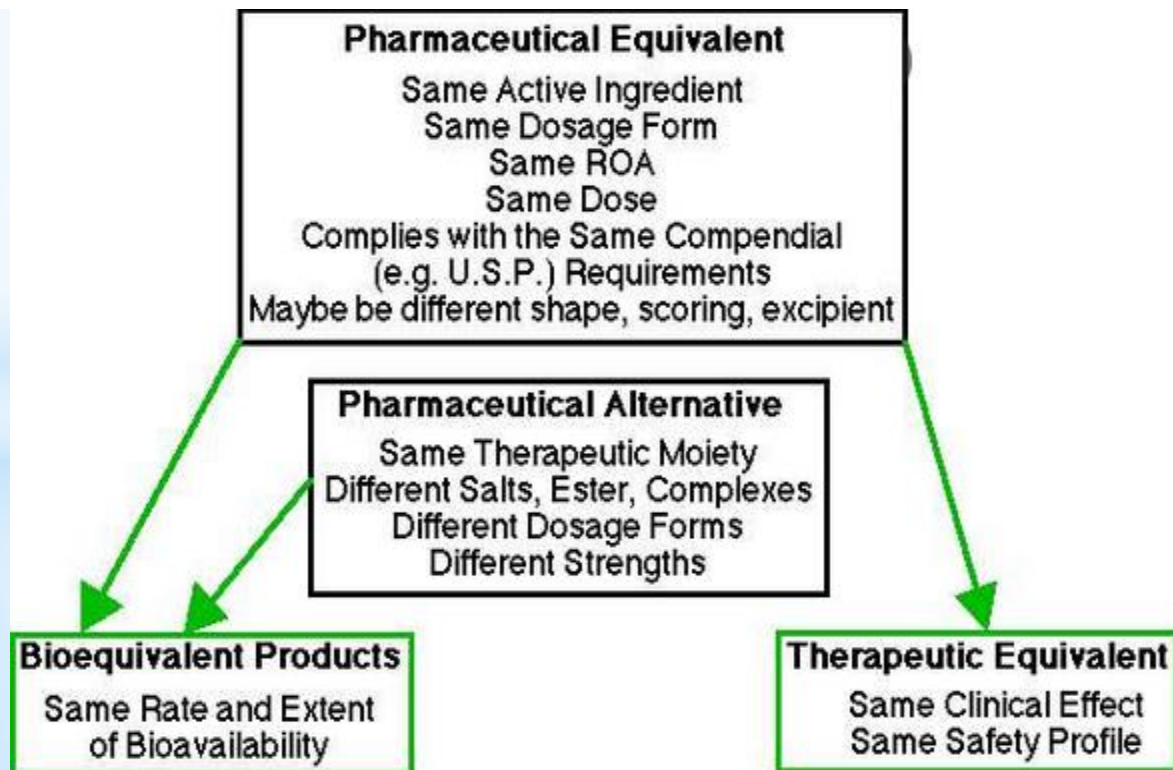 Pharmaceutical Equivalent
Same Active Ingredient
Same Dosage Form
Same ROA
Same Dose
Complies with the Same Compendial
(e.g. U.S.P.) Requirements
Maybe be different shape, scoring, excipient
Pharmaceutical Alternative
Same Therapeutic Moiety
Different Salts, Ester, Complexes
Different Dosage Forms
Different Strengths
Bioequivalent Products
Same Rate and Extent
of Bioavailability
Therapeutic Equivalent
Same Clinical Effect
Same Safety Profile